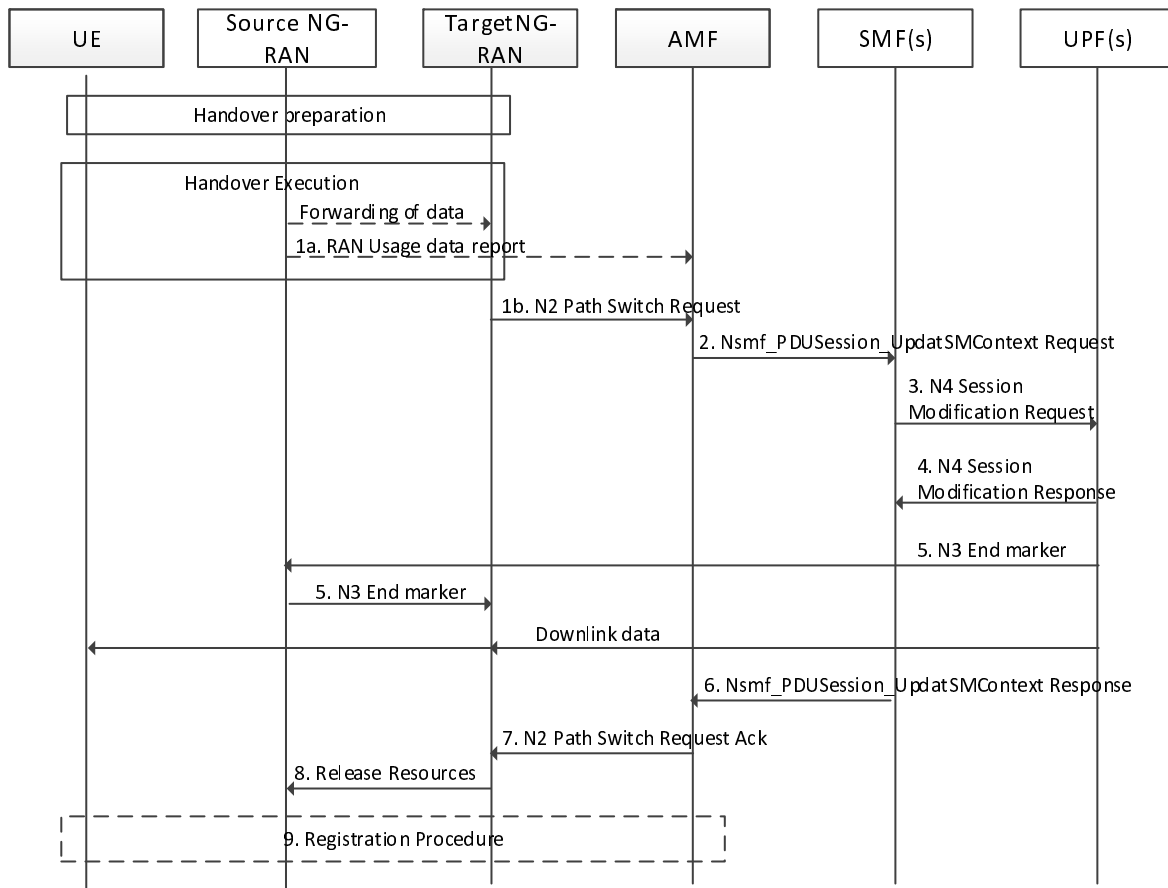 UE
Source NG-
RAN
TargetNG-
RAN
AMF
SMF(s)
UPF(s)
Handover preparation
Handover Execution
Forwarding of data
1a. RAN Usage data report
1b. N2 Path Switch Request
2. Nsmf_PDUSession_UpdatSMContext Request
3. N4 Session
Modification Request
4. N4 Session
Modification Response
5. N3 End marker
5. N3 End marker
Downlink data
6. Nsmf_PDUSession_UpdatSMContext Response
7. N2 Path Switch Request Ack
8. Release Resources
9. Registration Procedure